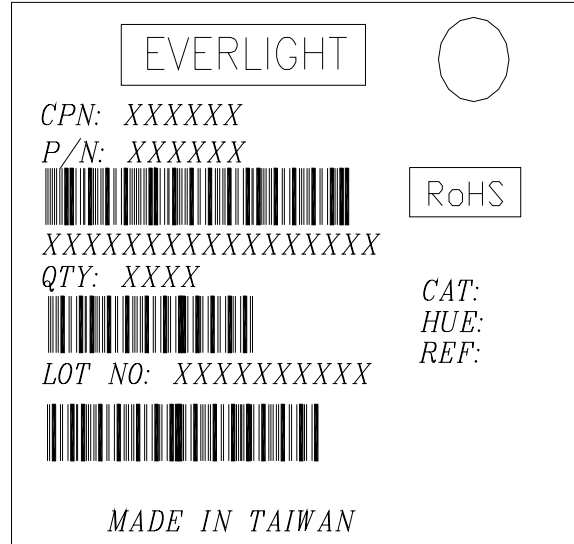 EVERLIGHT
CPN: XXXXXX
P/N: XXXXXX
RoHS
XXXXXXXXXXXXXXXXX
QTY: XXXX
CAT:
HUE:
REF:
LOT NO: XXXXXXXXXX
MADE IN TAIWAN